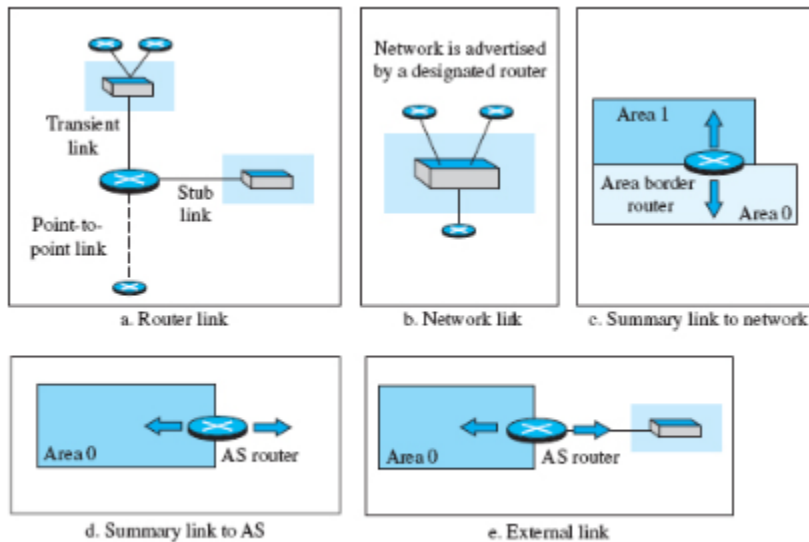 Transient
link
Stub
link
Point-to-
point link
a. Router link
Network is advertised
by a designated router
b. Network link
Area 1
Area border
router
Area 0
c. Summary link to network
Area 0
AS router
d. Summary link to AS
Area 0
AS router
e. External link